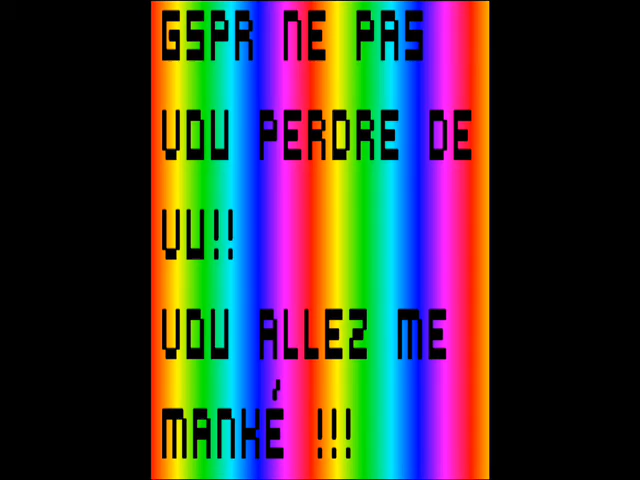 GSPR NE PAS
VOU PERDRE DE
VU!!
VOU ALLEZ ME
MANKÉ !!!